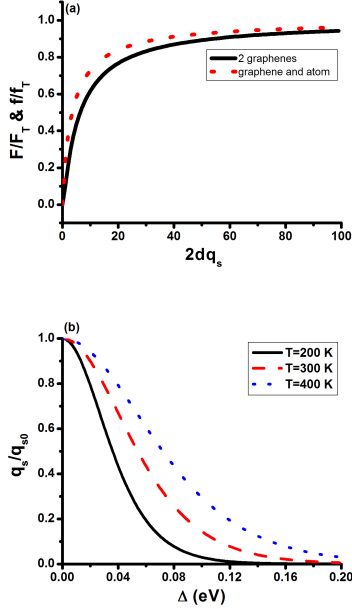 (a)
F/F_T & f/f_T
1.0
0.8
0.6
0.4
0.2
0.0
2 graphenes
graphene and atom
0 20 40 60 80 100
2dq_s
(b)
q_s/q_s0
1.0
0.8
0.6
0.4
0.2
0.0
T=200 K
T=300 K
T=400 K
0.00 0.04 0.08 0.12 0.16 0.20
Δ (eV)